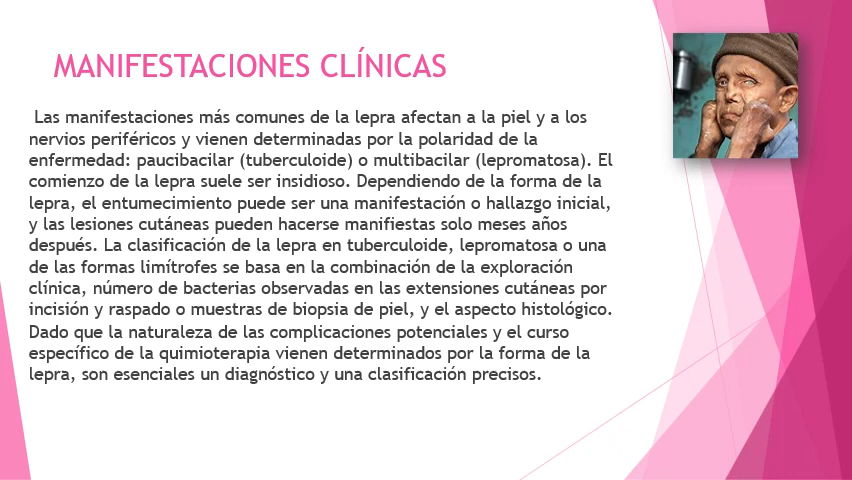 MANIFESTACIONES CLÍNICAS
Las manifestaciones más comunes de la lepra afectan a la piel y a los
nervios periféricos y vienen determinadas por la polaridad de la
enfermedad: paucibacilar (tuberculoide) o multibacilar (lepromatosa). El
comienzo de la lepra suele ser insidioso. Dependiendo de la forma de la
lepra, el entumecimiento puede ser una manifestación o hallazgo inicial,
y las lesiones cutáneas pueden hacerse manifiestas solo meses años
después. La clasificación de la lepra en tuberculoide, lepromatosa o una
de las formas limítrofes se basa en la combinación de la exploración
clínica, número de bacterias observadas en las extensiones cutáneas por
incisión y raspado o muestras de biopsia de piel, y el aspecto histológico.
Dado que la naturaleza de las complicaciones potenciales y el curso
específico de la quimioterapia vienen determinados por la forma de la
lepra, son esenciales un diagnóstico y una clasificación precisos.